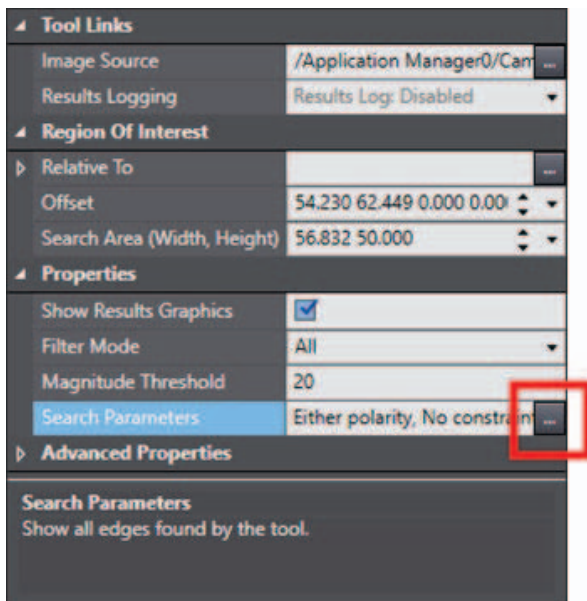 Tool Links
Image Source /Application Manager0/Cam ...
Results Logging Results Log: Disabled
Region Of Interest
Relative To ...
Offset 54.230 62.449 0.000 0.00
Search Area (Width, Height) 56.832 50.000
Properties
Show Results Graphics
Filter Mode All
Magnitude Threshold 20
Search Parameters Either polarity, No constraint ...
Advanced Properties
Search Parameters
Show all edges found by the tool.